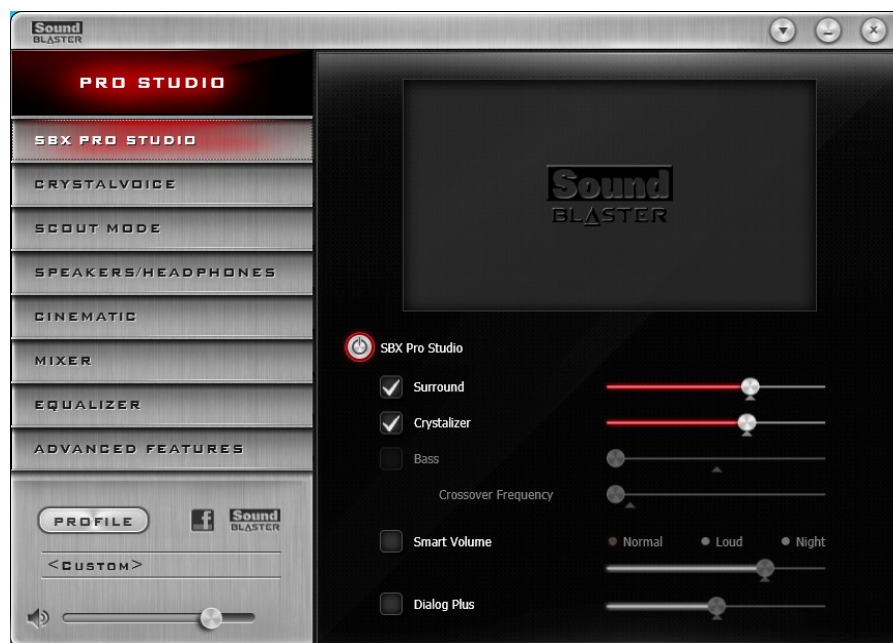 Sound
BLASTER
PRO STUDIO
SBX PRO STUDIO
CRYSTALVOICE
SCOUT MODE
SPEAKERS/HEADPHONES
CINEMATIC
MIXER
EQUALIZER
ADVANCED FEATURES
PROFILE
f
Sound
BLASTER
<CUSTOM>
Sound
BLASTER
SBX Pro Studio
Surround
Crystalizer
Bass
Crossover Frequency
Smart Volume
Normal
Loud
Night
Dialog Plus